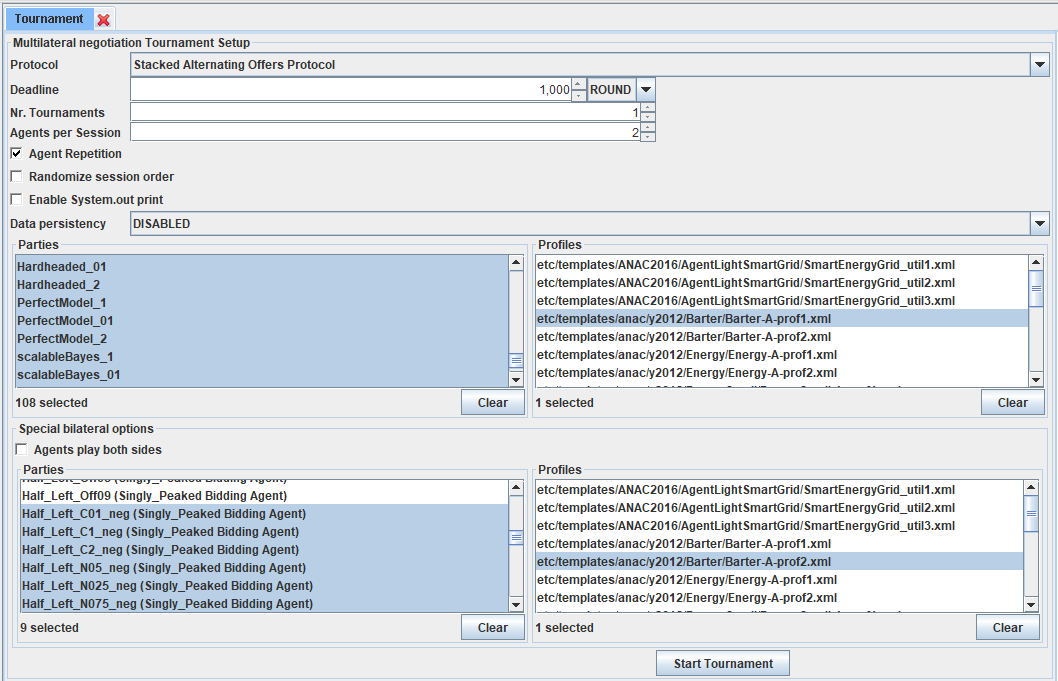 Tournament
Multilateral negotiation Tournament Setup
Protocol
Stacked Alternating Offers Protocol
Deadline
1,000
ROUND
Nr. Tournaments
1
Agents per Session
2
Agent Repetition
Randomize session order
Enable System.out print
Data persistency
DISABLED
Parties
Hardheaded_01
Hardheaded_2
PerfectModel_1
PerfectModel_01
PerfectModel_2
scalableBayes_1
scalableBayes_01
108 selected
Clear
Profiles
etc/templates/ANAC2016/AgentLightSmartGrid/SmartEnergyGrid_util1.xml
etc/templates/ANAC2016/AgentLightSmartGrid/SmartEnergyGrid_util2.xml
etc/templates/ANAC2016/AgentLightSmartGrid/SmartEnergyGrid_util3.xml
etc/templates/anac/y2012/Barter/Barter-A-prof1.xml
etc/templates/anac/y2012/Barter/Barter-A-prof2.xml
etc/templates/anac/y2012/Energy/Energy-A-prof1.xml
etc/templates/anac/y2012/Energy/Energy-A-prof2.xml
1 selected
Clear
Special bilateral options
Agents play both sides
Parties
Half_Left_Off09 (Singly_Peaked Bidding Agent)
Half_Left_C01_neg (Singly_Peaked Bidding Agent)
Half_Left_C1_neg (Singly_Peaked Bidding Agent)
Half_Left_C2_neg (Singly_Peaked Bidding Agent)
Half_Left_N05_neg (Singly_Peaked Bidding Agent)
Half_Left_N025_neg (Singly_Peaked Bidding Agent)
Half_Left_N075_neg (Singly_Peaked Bidding Agent)
9 selected
Clear
Profiles
etc/templates/ANAC2016/AgentLightSmartGrid/SmartEnergyGrid_util1.xml
etc/templates/ANAC2016/AgentLightSmartGrid/SmartEnergyGrid_util2.xml
etc/templates/ANAC2016/AgentLightSmartGrid/SmartEnergyGrid_util3.xml
etc/templates/anac/y2012/Barter/Barter-A-prof1.xml
etc/templates/anac/y2012/Barter/Barter-A-prof2.xml
etc/templates/anac/y2012/Energy/Energy-A-prof1.xml
etc/templates/anac/y2012/Energy/Energy-A-prof2.xml
1 selected
Clear
Start Tournament